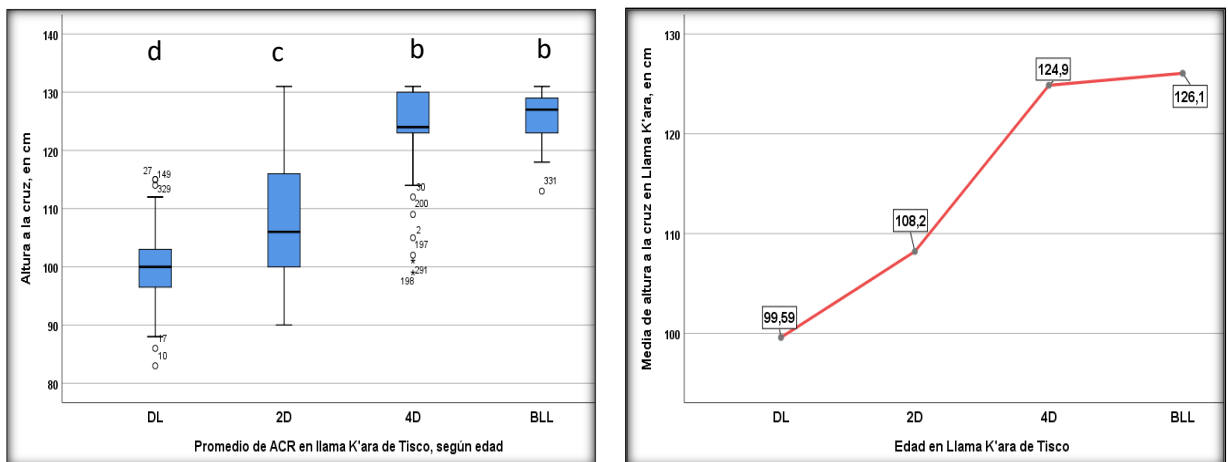 140
130
120
110
100
90
80
Altura a la cruz, en cm
d
c
b
b
27
149
329
17
10
30
200
2
197
291
198
331
DL 2D 4D BLL
Promedio de ACR en llama K'ara de Tisco, según edad
130
120
110
100
Media de altura a la cruz en Llama K'ara, en cm
99,59
108,2
124,9
126,1
DL 2D 4D BLL
Edad en Llama K'ara de Tisco